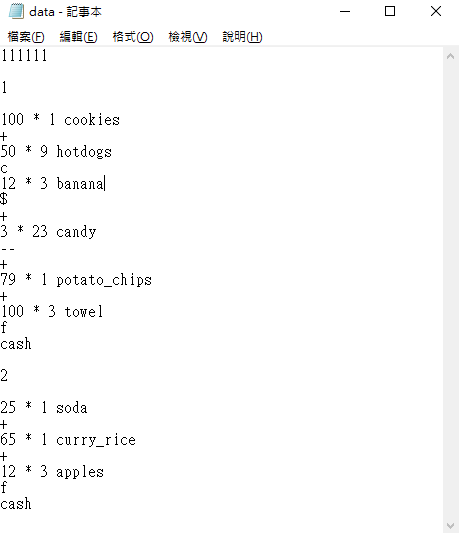 data - 記事本
檔案(F) 編輯(E) 格式(O) 檢視(V) 說明(H)
111111
1
100 * 1 cookies
+
50 * 9 hotdogs
c
12 * 3 banana
$
+
3 * 23 candy
--
+
79 * 1 potato_chips
+
100 * 3 towel
f
cash
2
25 * 1 soda
+
65 * 1 curry_rice
+
12 * 3 apples
f
cash